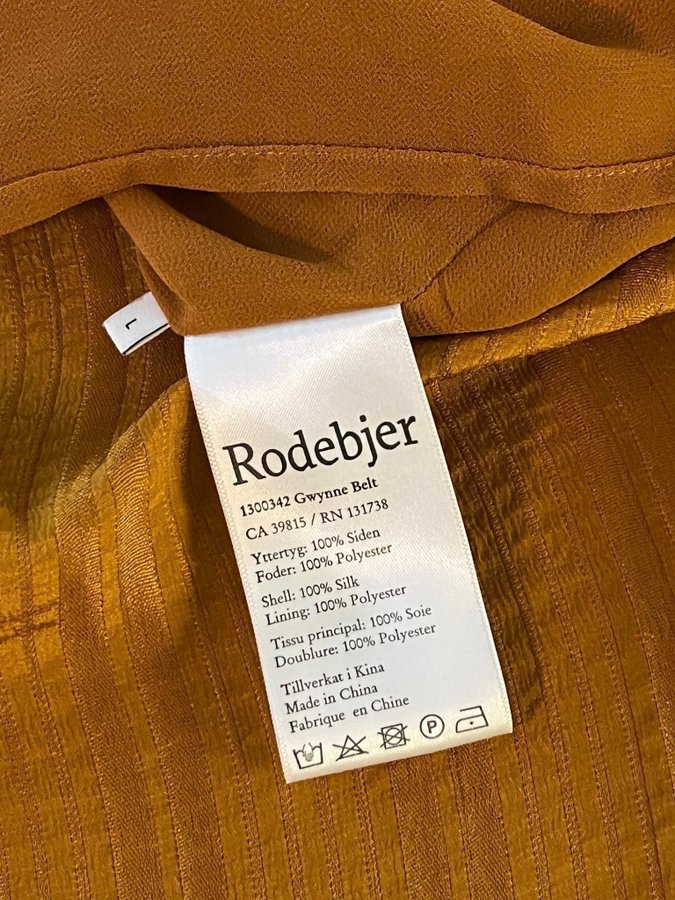 L
Rodebjer
1300342 Gwynne Belt
CA 39815 / RN 131738
Yttertyg: 100% Siden
Foder: 100% Polyester
Shell: 100% Silk
Lining: 100% Polyester
Tissu principal: 100% Soie
Doublure: 100% Polyester
Tillverkat i Kina
Made in China
Fabrique en Chine
P